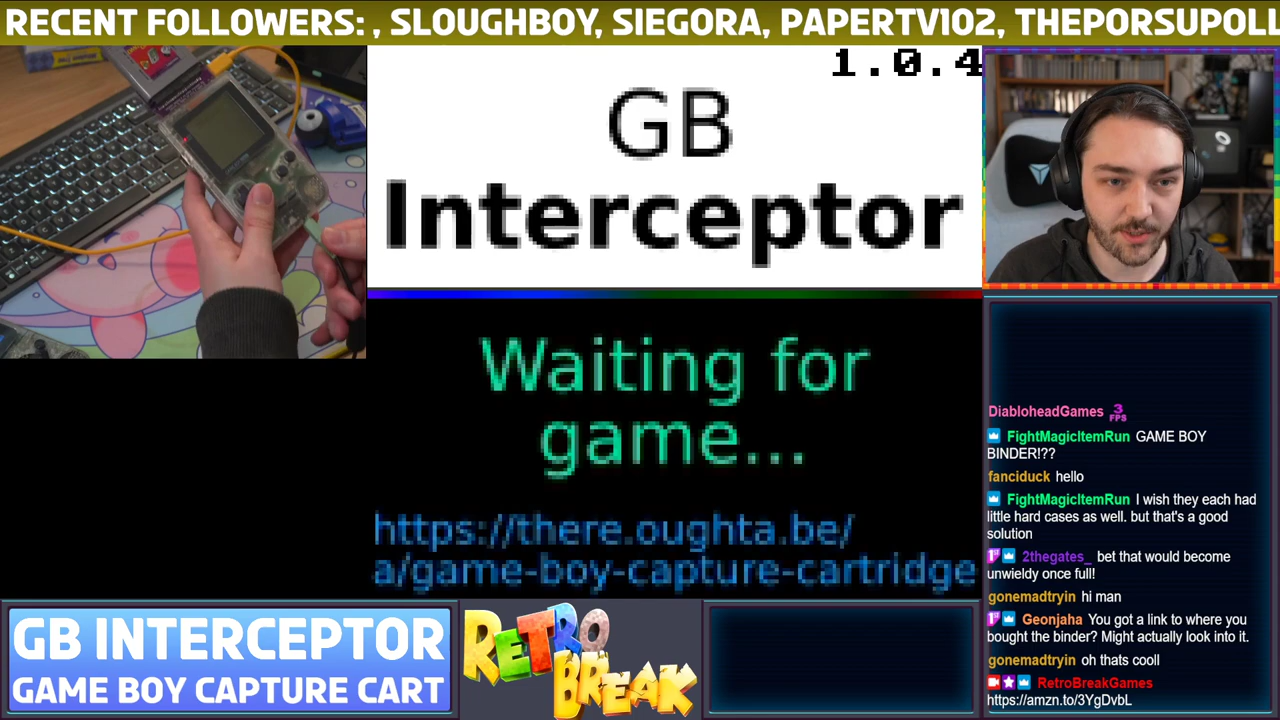 RECENT FOLLOWERS: , SLOUGHBOY, SIEGORA, PAPERTV102, THEPORSUPOLL
1.0.4
GB
Interceptor
Waiting for
game...
https://there.oughta.be/
a/game-boy-capture-cartridge
DiabloheadGames 3 FPS
FightMagicItemRun GAME BOY
BINDER!??
fanciduck hello
FightMagicItemRun I wish they each had
little hard cases as well. but that's a good
solution
2thegates_ bet that would become
unwieldy once full!
gonemadtryin hi man
Geonjaha You got a link to where you
bought the binder? Might actually look into it.
gonemadtryin oh thats cooll
RetroBreakGames
https://amzn.to/3YgDvbL
GB INTERCEPTOR
GAME BOY CAPTURE CART
RETRO
BREAK